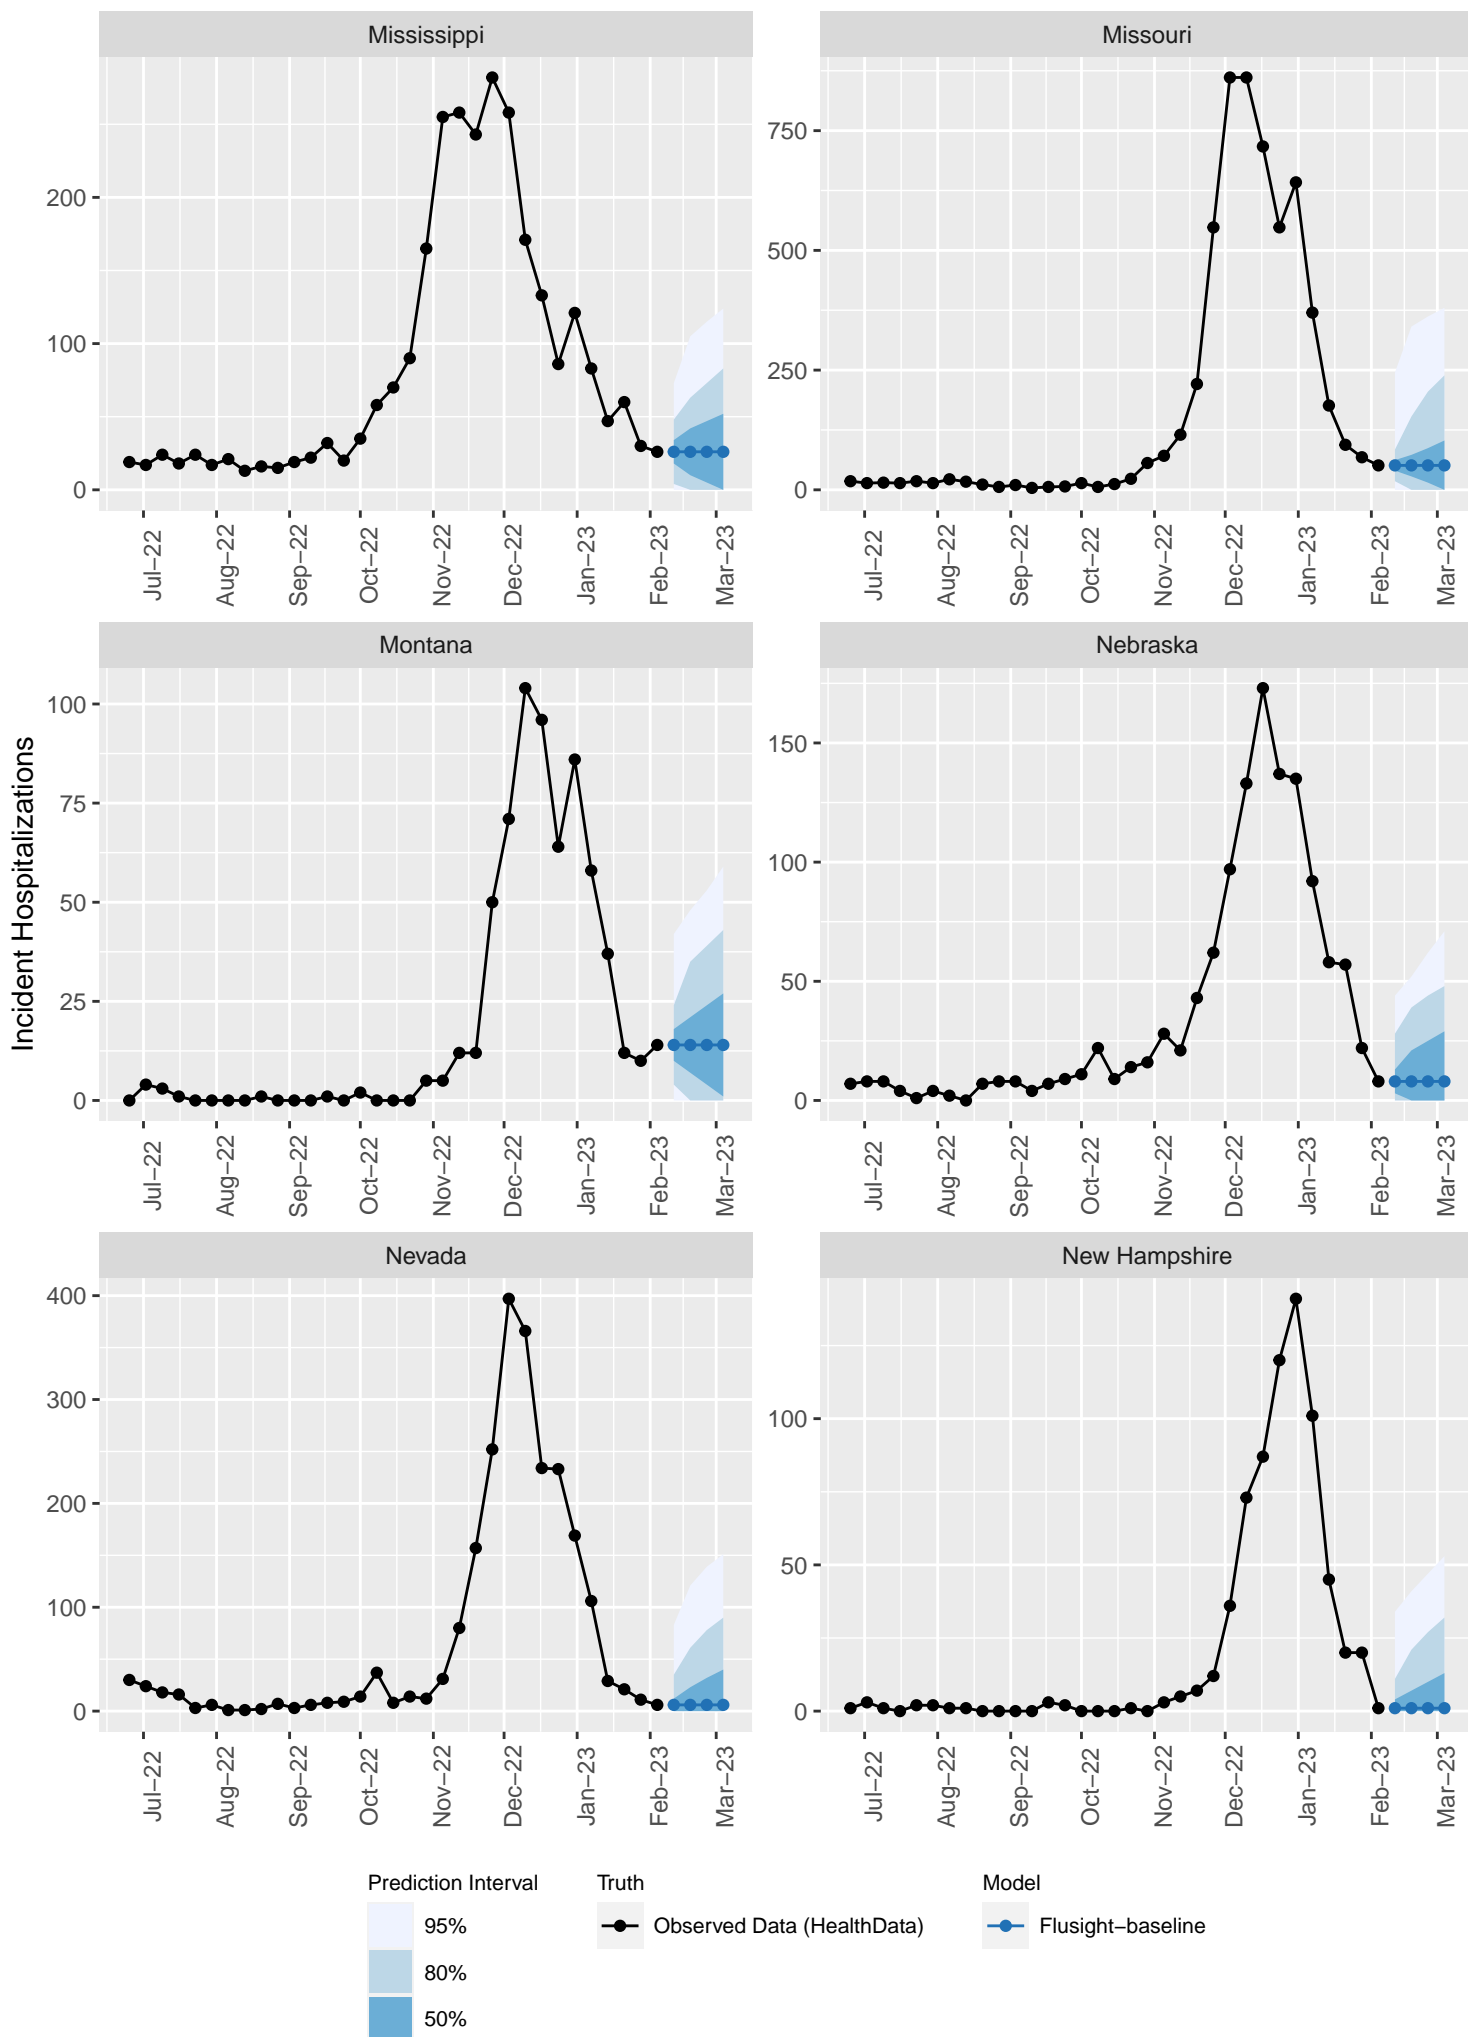 Mississippi
Missouri
200
100
0
750
500
250
0
Jul−22
Aug−22
Sep−22
Oct−22
Nov−22
Dec−22
Jan−23
Feb−23
Mar−23
Jul−22
Aug−22
Sep−22
Oct−22
Nov−22
Dec−22
Jan−23
Feb−23
Mar−23
Incident Hospitalizations
Montana
Nebraska
100
75
50
25
0
150
100
50
0
Jul−22
Aug−22
Sep−22
Oct−22
Nov−22
Dec−22
Jan−23
Feb−23
Mar−23
Jul−22
Aug−22
Sep−22
Oct−22
Nov−22
Dec−22
Jan−23
Feb−23
Mar−23
Nevada
New Hampshire
400
300
200
100
0
100
50
0
Jul−22
Aug−22
Sep−22
Oct−22
Nov−22
Dec−22
Jan−23
Feb−23
Mar−23
Jul−22
Aug−22
Sep−22
Oct−22
Nov−22
Dec−22
Jan−23
Feb−23
Mar−23
Prediction Interval
95%
80%
50%
Truth
Observed Data (HealthData)
Model
Flusight−baseline